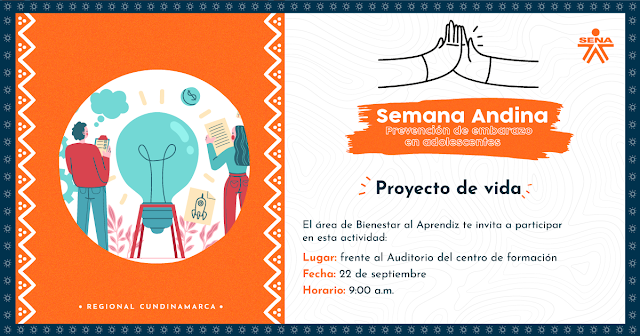 SENA
Semana Andina
Prevención de embarazo
en adolescentes
Proyecto de vida
El área de Bienestar al Aprendiz te invita a participar
en esta actividad:
Lugar: frente al Auditorio del centro de formación
Fecha: 22 de septiembre
Horario: 9:00 a.m.
• REGIONAL CUNDINAMARCA •